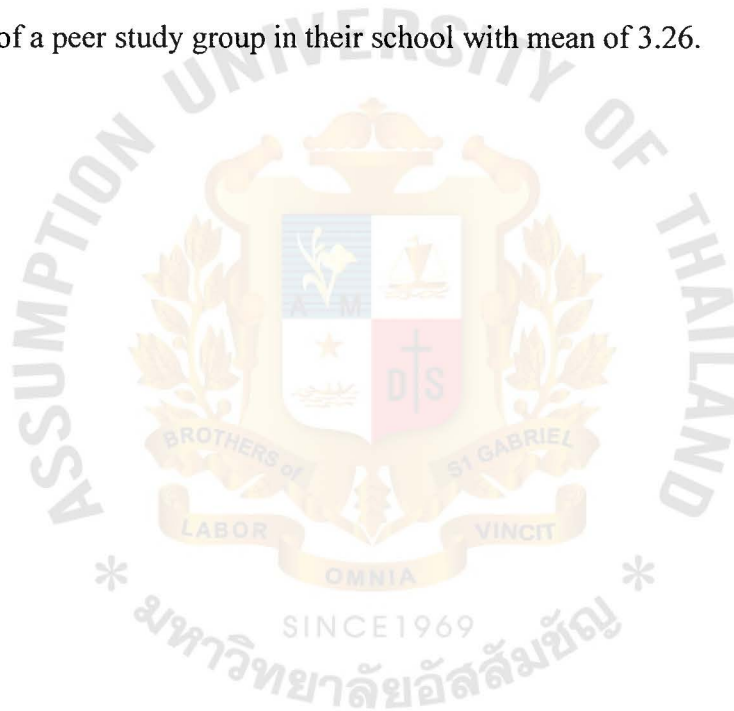 of a peer study group in their school with mean of 3.26.
ASSUMPTION UNIVERSITY OF THAILAND
A M
D S
BROTHERS of ST GABRIEL
LABOR VINCIT
OMNIA
* *
SINCE1969
มหาวิทยาลัยอัสสัมชัญ